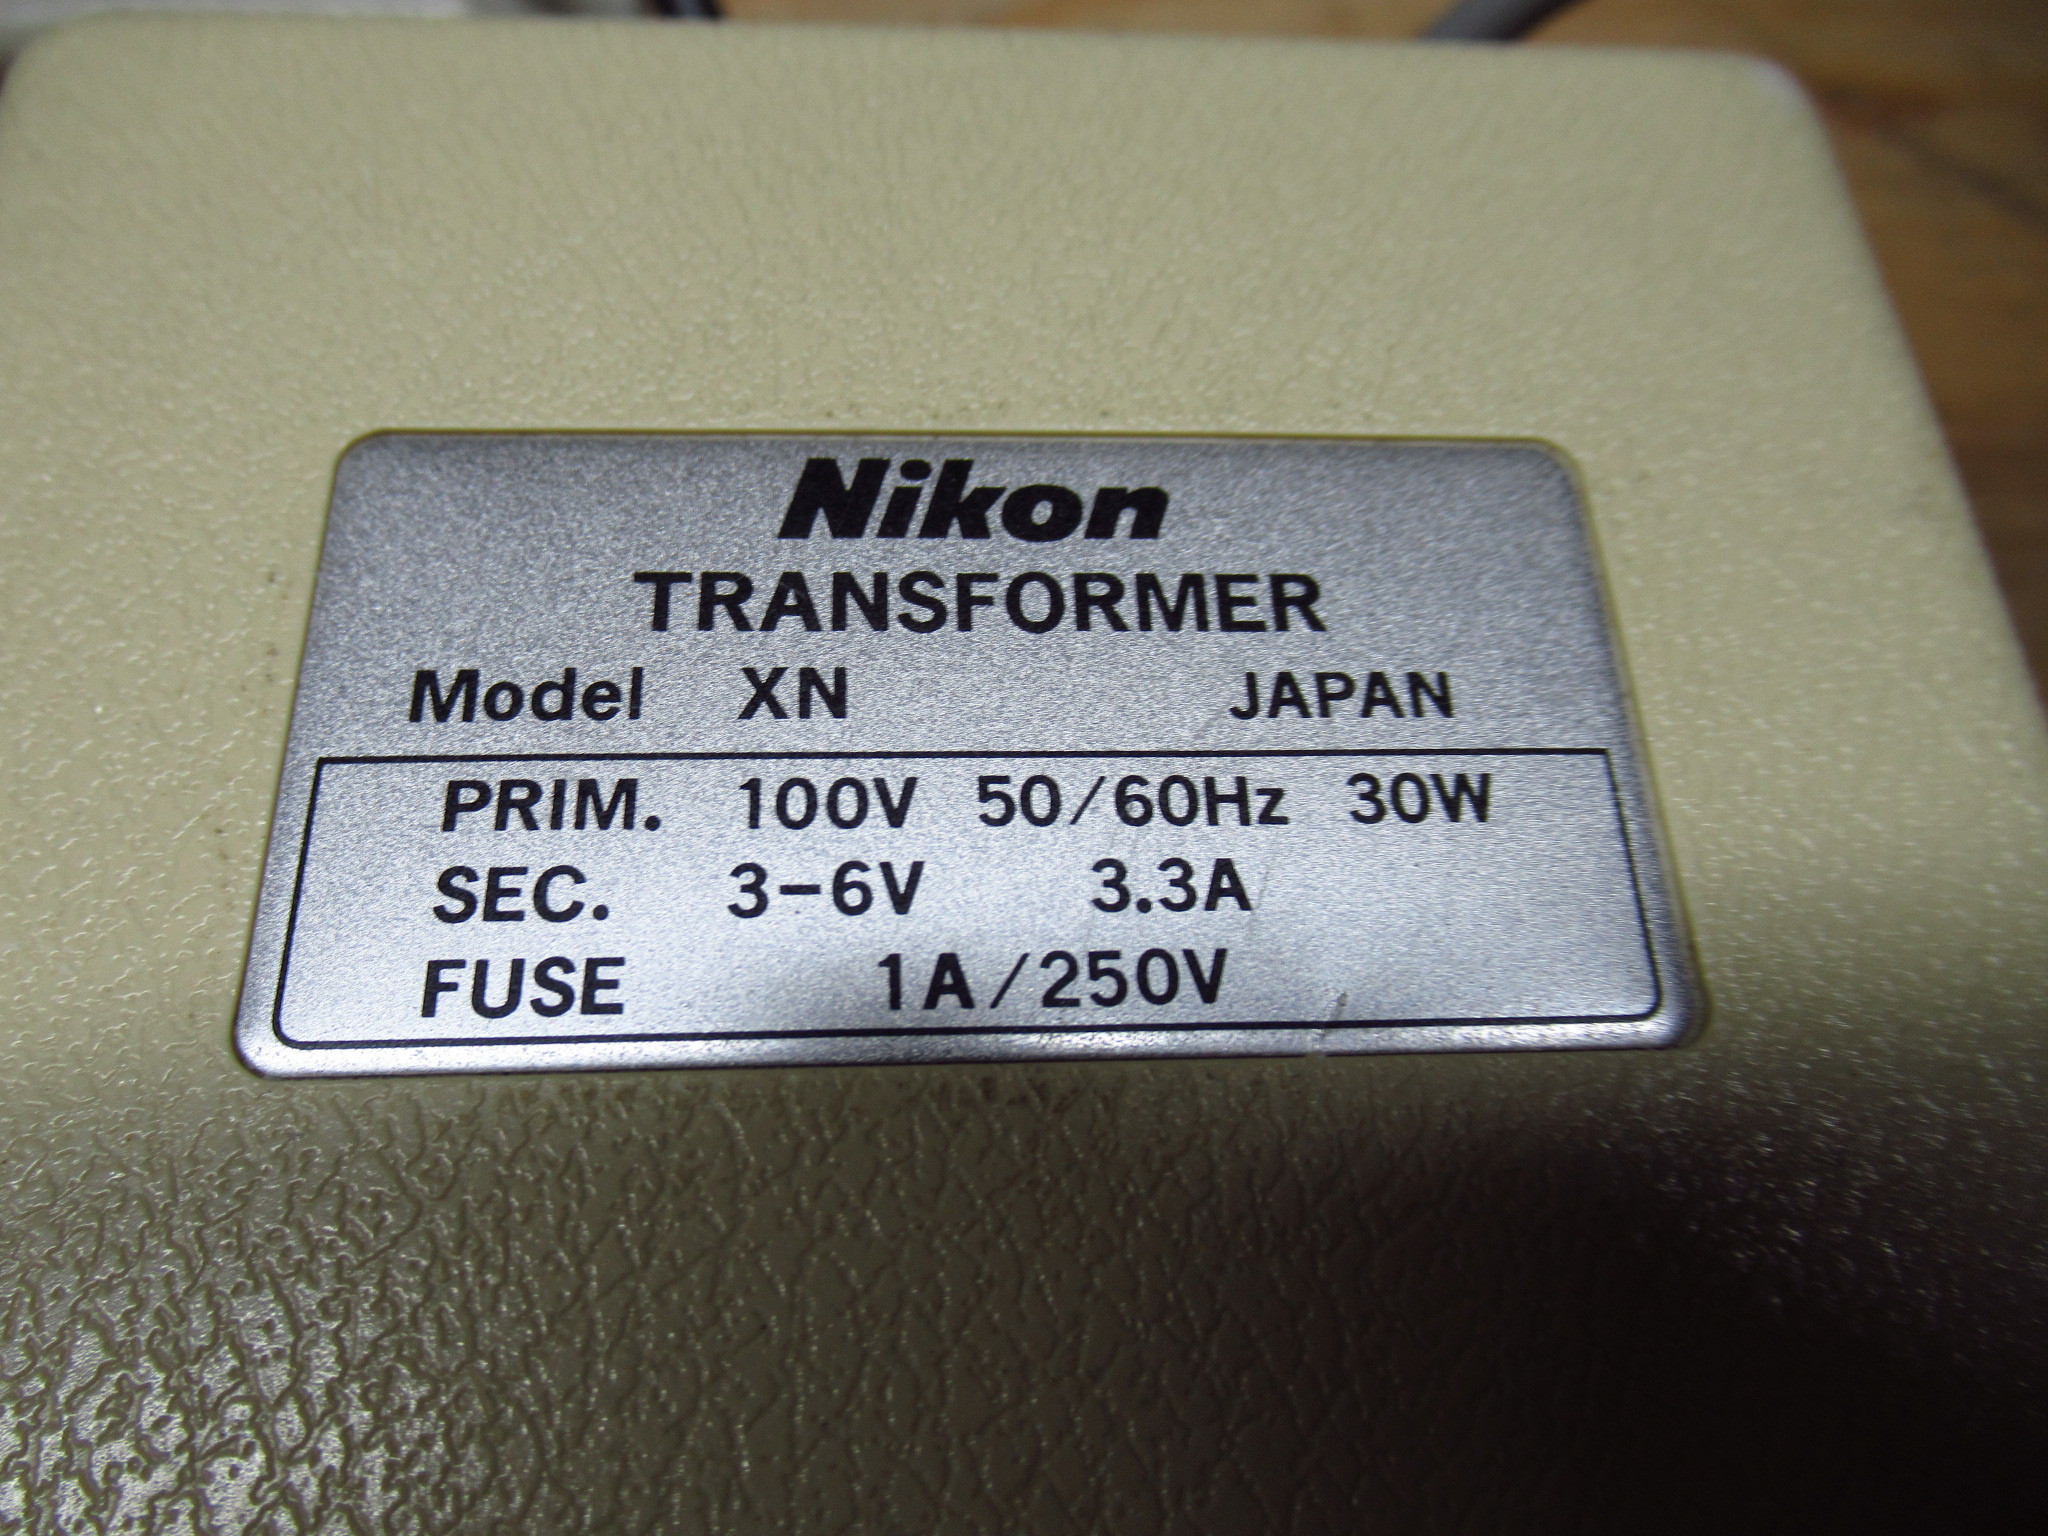 Nikon
TRANSFORMER
Model XN JAPAN
PRIM. 100V 50/60Hz 30W
SEC. 3-6V 3.3A
FUSE 1A/250V